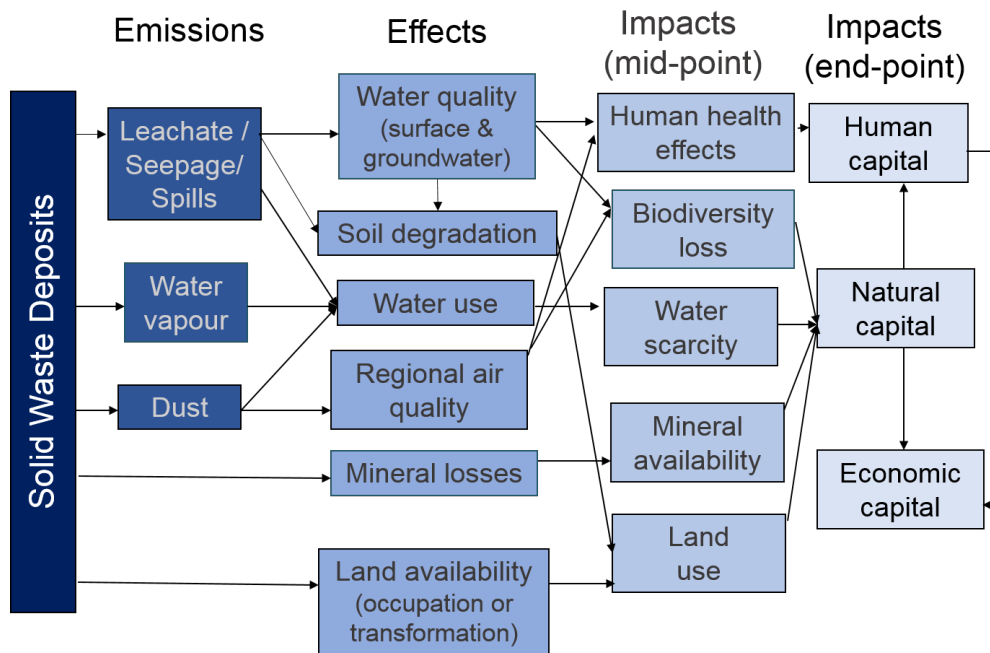 Emissions
Effects
Impacts
(mid-point)
Impacts
(end-point)
Solid Waste Deposits
Leachate /
Seepage/
Spills
Water
vapour
Dust
Water quality
(surface &
groundwater)
Soil degradation
Water use
Regional air
quality
Mineral losses
Land availability
(occupation or
transformation)
Human health
effects
Biodiversity
loss
Water
scarcity
Mineral
availability
Land
use
Human
capital
Natural
capital
Economic
capital